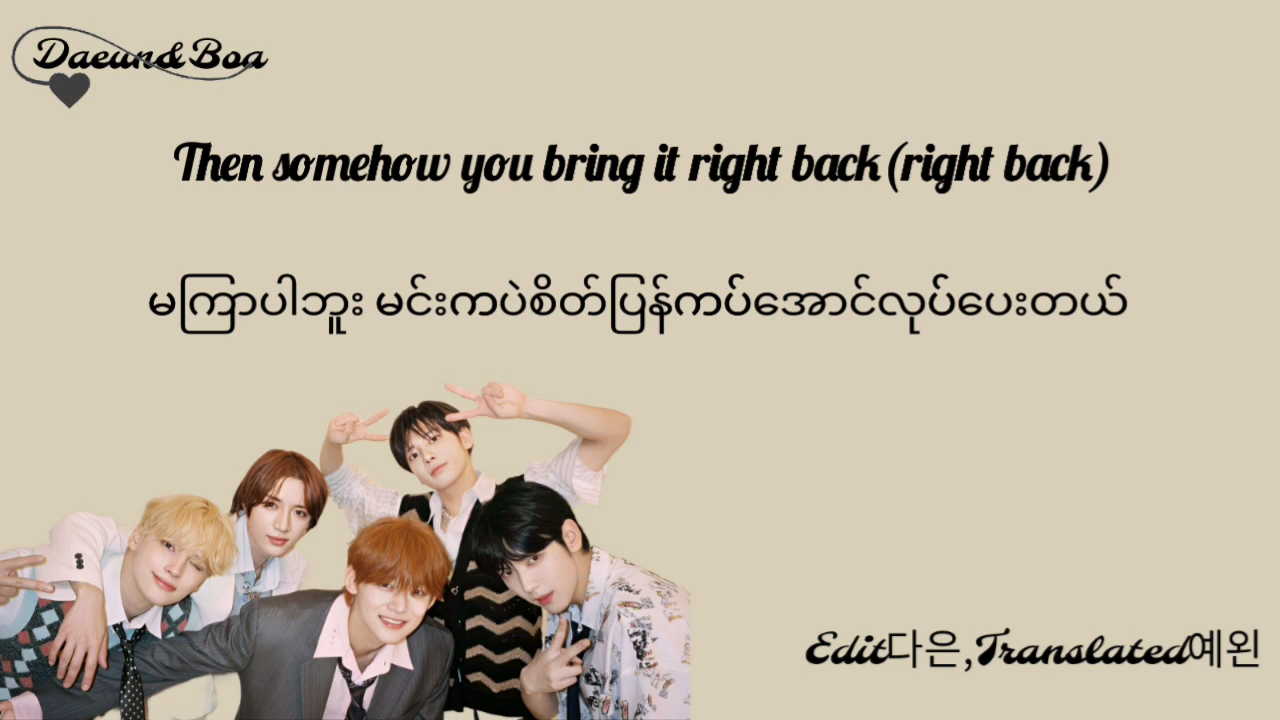 Daeun&Boa
Then somehow you bring it right back(right back)
မကြာပါဘူး မင်းကပဲစိတ်ပြန်ကပ်အောင်လုပ်ပေးတယ်
Edit다은,Translated예왼